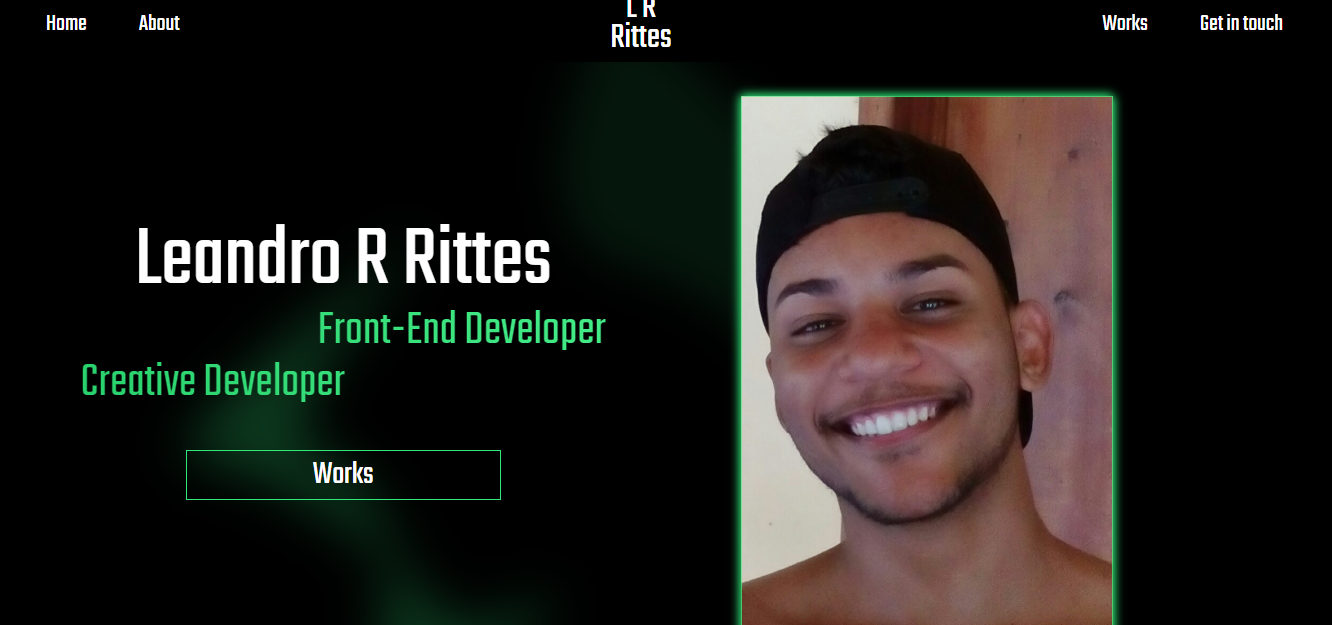 Home About L R Works Get in touch
Rittes
Leandro R Rittes
Front-End Developer
Creative Developer
Works